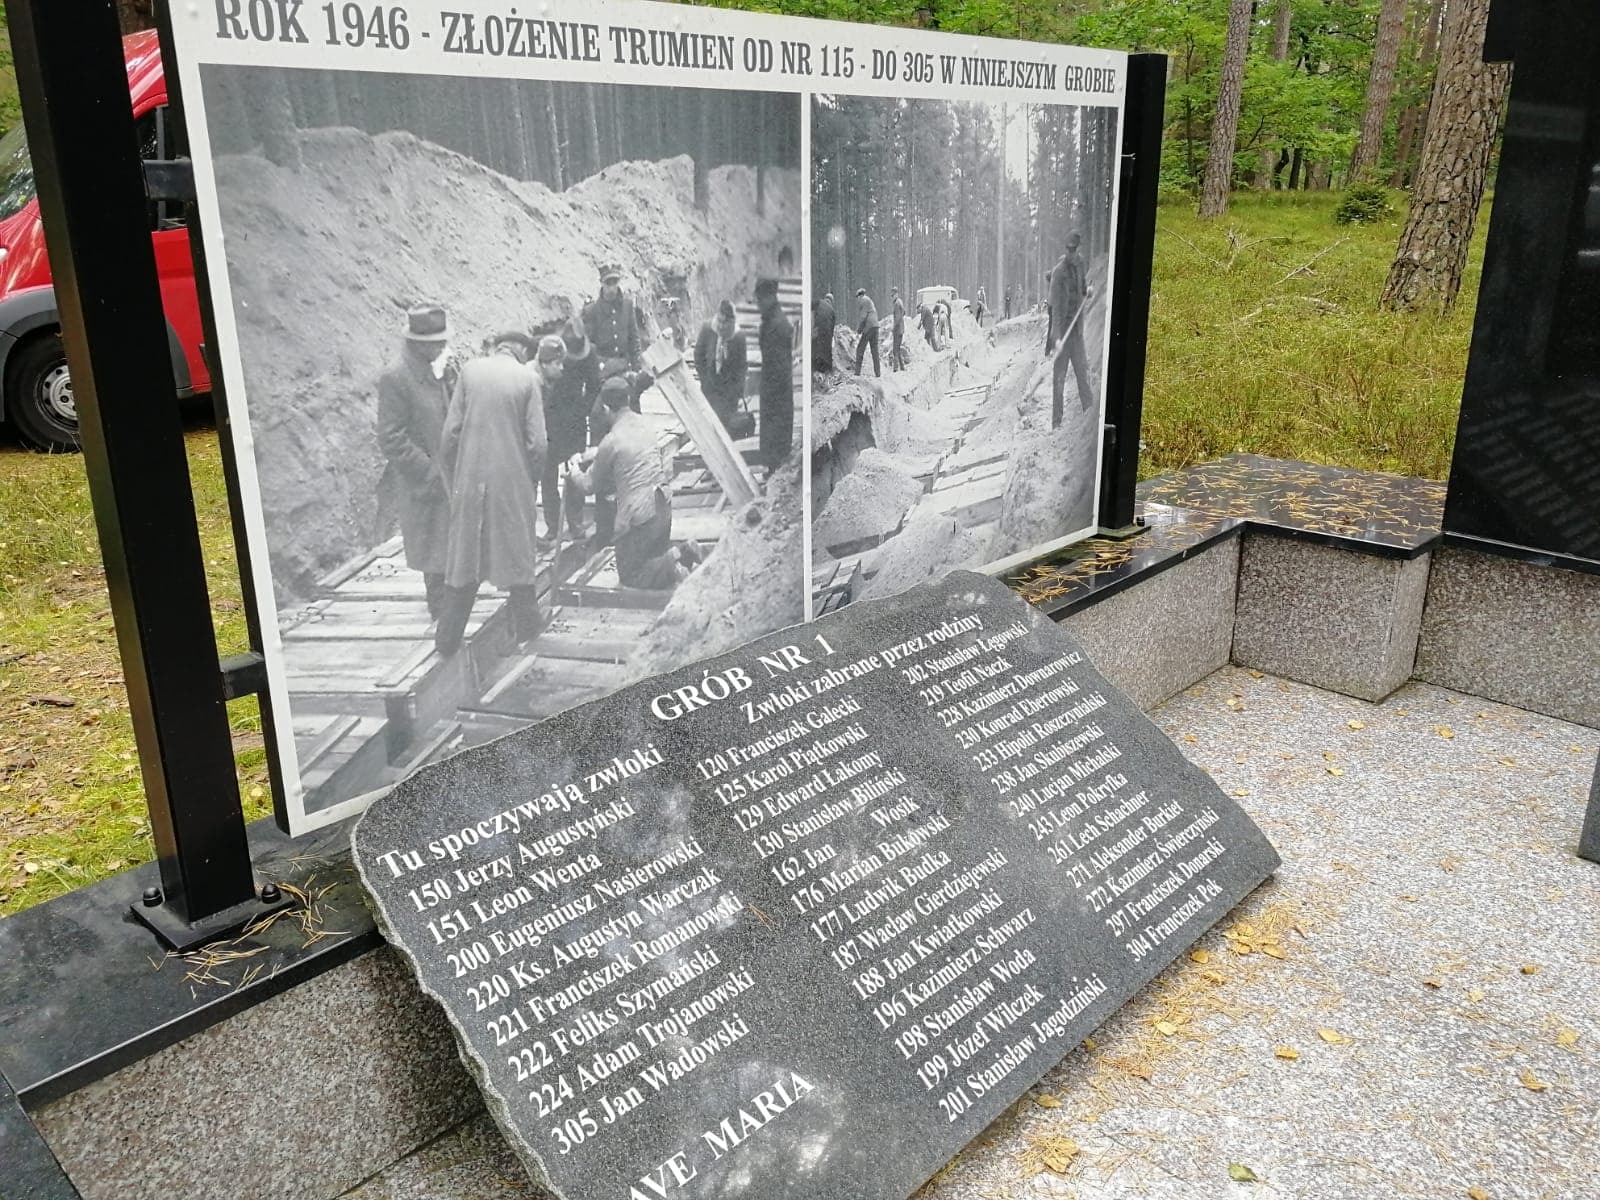 ROK 1946 - ZŁOŻENIE TRUMIEN OD NR 115 - DO 305 W NINIEJSZYM GROBIE
GRÓB NR 1
Tu spoczywają zwłoki
150 Jerzy Augustyński
151 Leon Wenta
200 Eugeniusz Nasierowski
220 Ks. Augustyn Warczak
221 Franciszek Romanowski
222 Feliks Szymański
224 Adam Trojanowski
305 Jan Wadowski
AVE MARIA
Zwłoki zabrane przez rodziny
120 Franciszek Gałecki
125 Karol Piątkowski
129 Edward Łakomy
130 Stanisław Biliński
162 Jan Wosik
176 Marian Bukówski
177 Ludwik Budka
187 Wacław Gierdziejewski
188 Jan Kwiatkowski
196 Kazimierz Schwarz
198 Stanisław Woda
199 Józef Wilczek
201 Stanisław Jagodziński
202 Stanisław Łęgowski
219 Teofil Naczk
228 Kazimierz Downarowicz
230 Konrad Ebertowski
233 Hipolit Roszczynialski
238 Jan Skubiszewski
240 Lucjan Michalski
243 Leon Pokryfka
261 Lech Schachner
271 Aleksander Burkiet
272 Kazimierz Świerczyński
297 Franciszek Donarski
304 Franciszek Pek